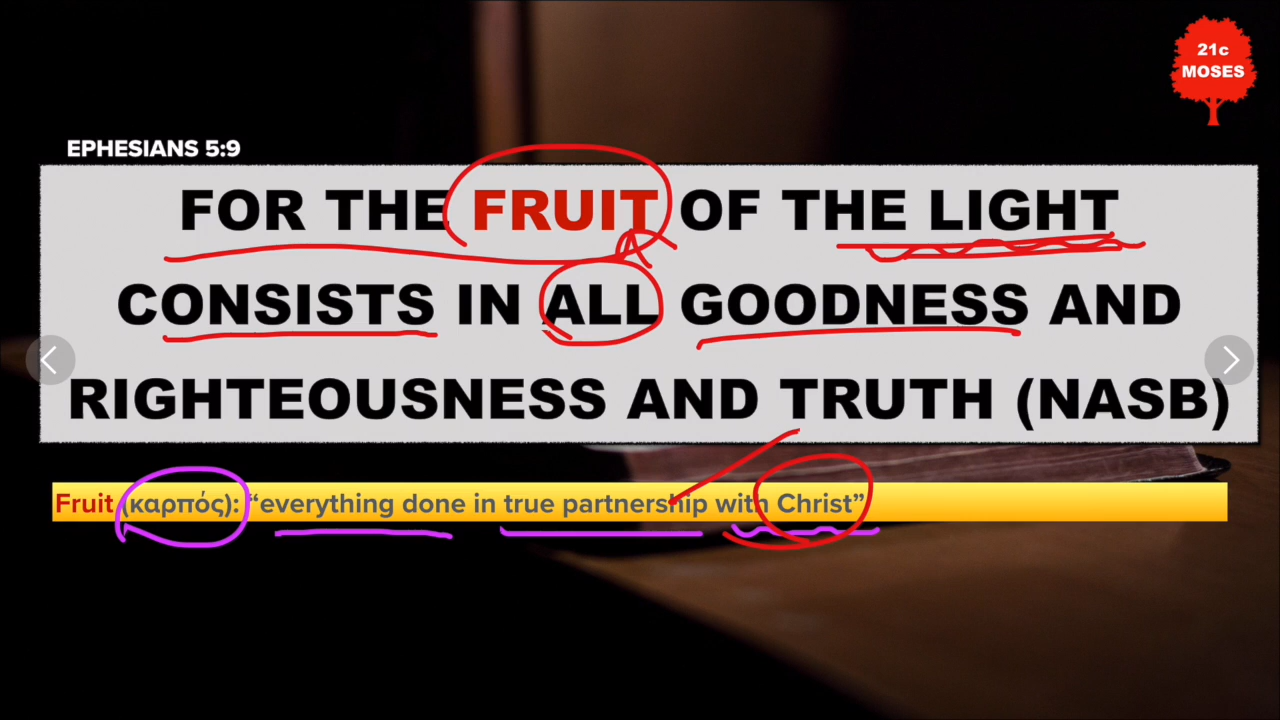 21c
MOSES
EPHESIANS 5:9
FOR THE FRUIT OF THE LIGHT
CONSISTS IN ALL GOODNESS AND
RIGHTEOUSNESS AND TRUTH (NASB)
Fruit (καρπός): “everything done in true partnership with Christ”